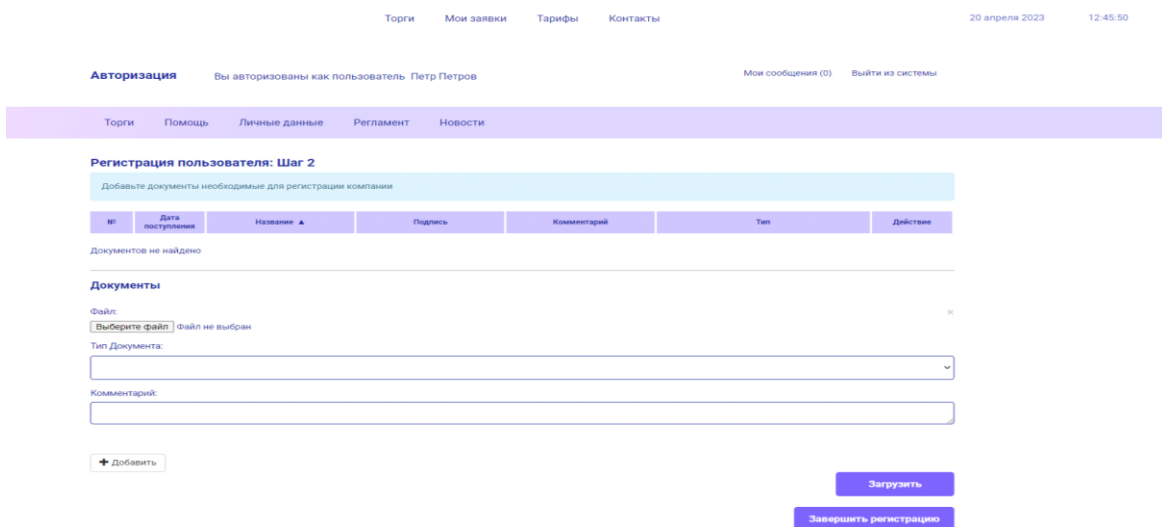 Торги Мои заявки Тарифы Контакты 20 апреля 2023 12:45:50
Авторизация Вы авторизованы как пользователь Петр Петров Мои сообщения (0) Выйти из системы
Торги Помощь Личные данные Регламент Новости
Регистрация пользователя: Шаг 2
Добавьте документы необходимые для регистрации компании
№ Дата поступления Название ▲ Подпись Комментарий Тип Действие
Документов не найдено
Документы
Файл: ×
Выберите файл Файл не выбран
Тип Документа:
Комментарий:
+ Добавить
Загрузить
Завершить регистрацию